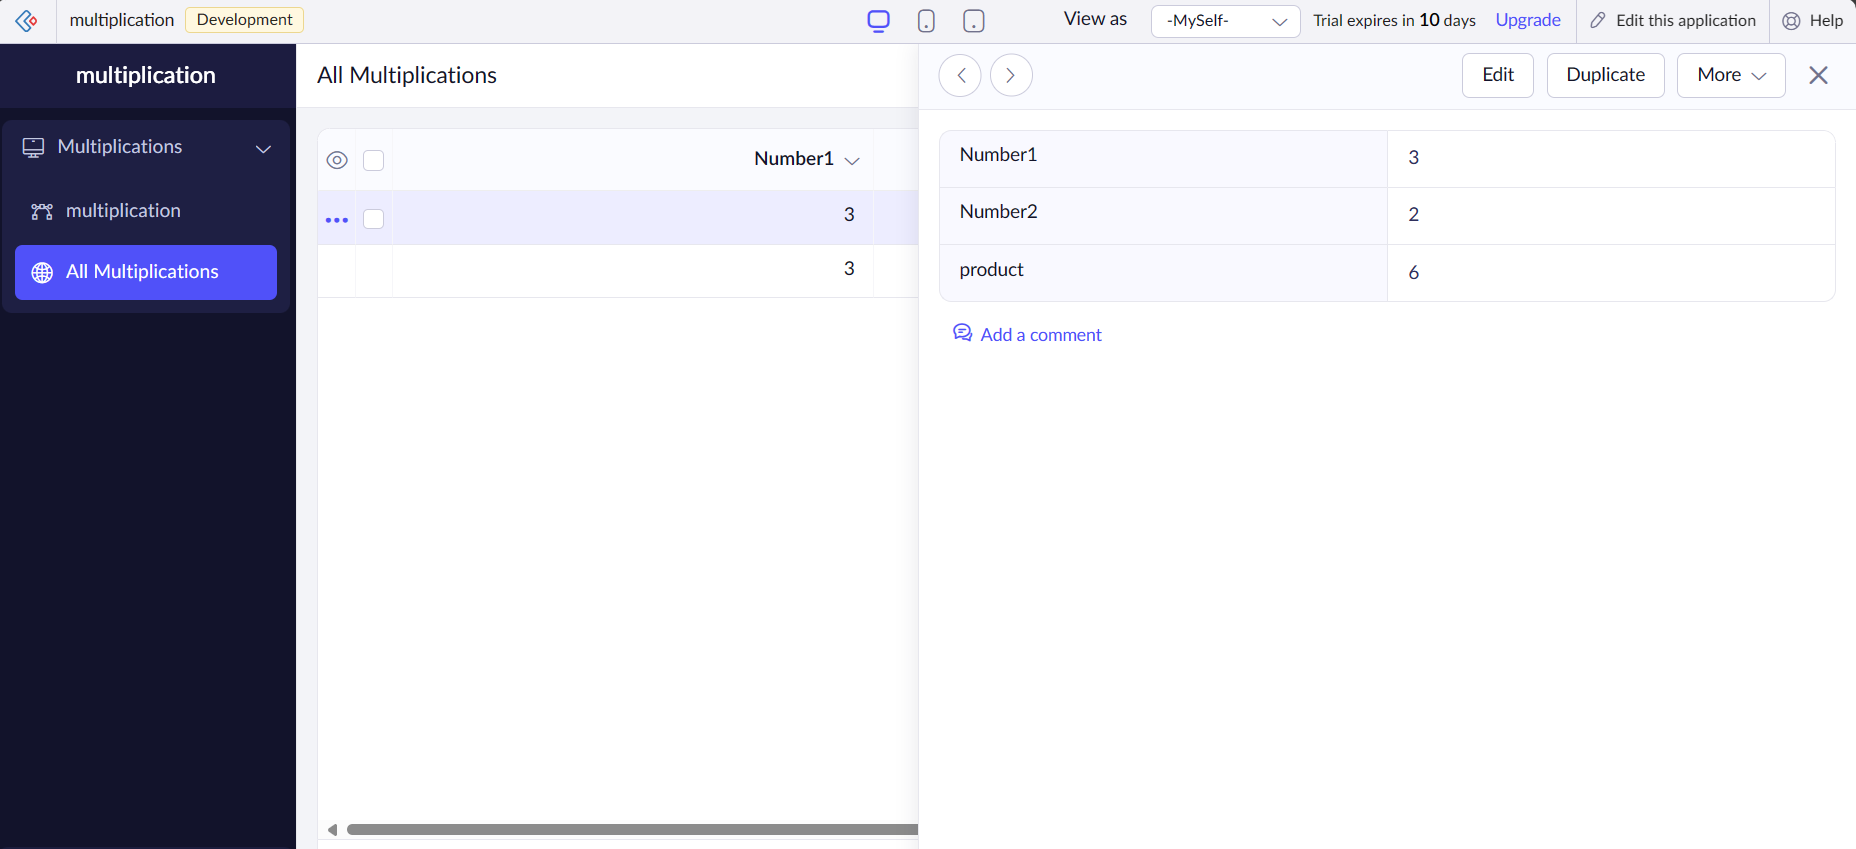 multiplication Development View as -MySelf- Trial expires in 10 days Upgrade Edit this application Help
multiplication
Multiplications
multiplication
All Multiplications
All Multiplications
Number1
3
3
Edit Duplicate More
Number1 3
Number2 2
product 6
Add a comment